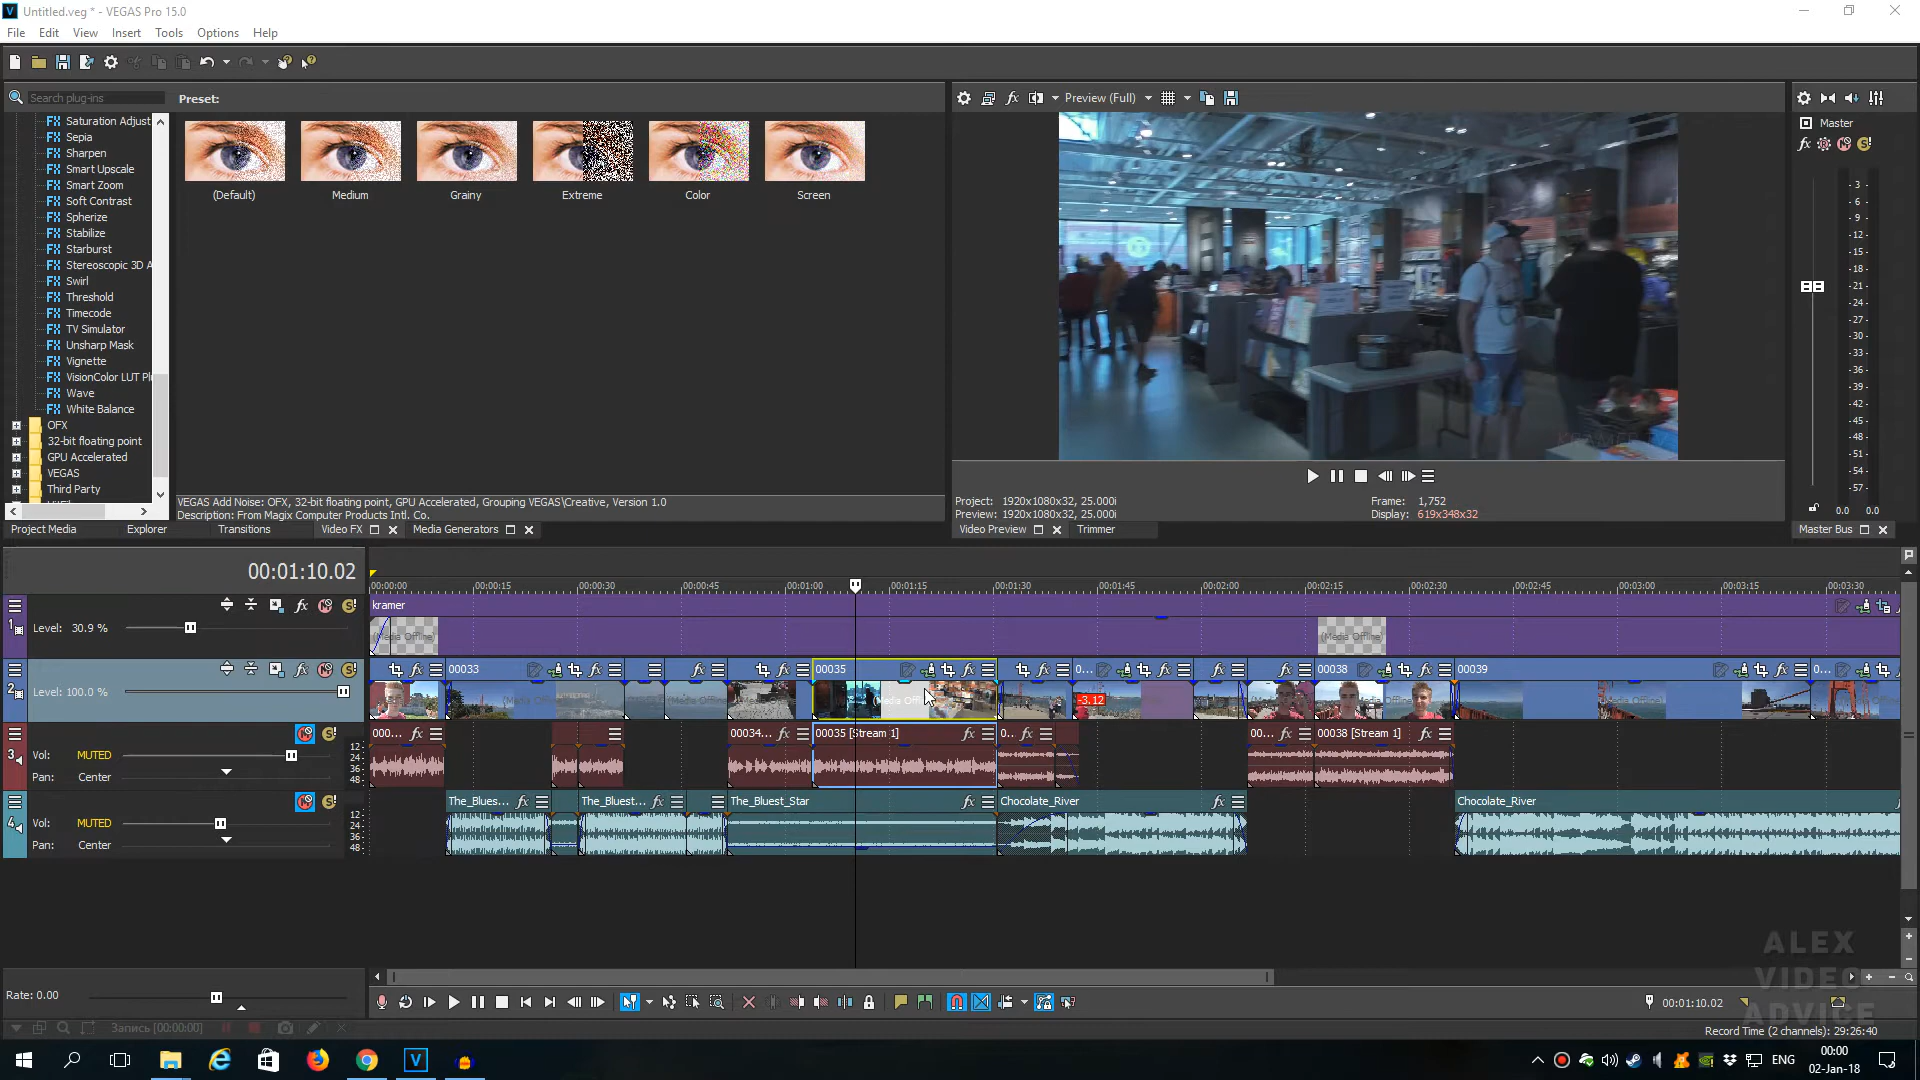 Untitled.veg * - VEGAS Pro 15.0
File Edit View Insert Tools Options Help
Search plug-ins
Preset:
Saturation Adjust
Sepia
Sharpen
Smart Upscale
Smart Zoom
Soft Contrast
Spherize
Stabilize
Starburst
Stereoscopic 3D A
Swirl
Threshold
Timecode
TV Simulator
Unsharp Mask
Vignette
VisionColor LUT Pl
Wave
White Balance
OFX
32-bit floating point
GPU Accelerated
VEGAS
Third Party
(Default) Medium Grainy Extreme Color Screen
VEGAS Add Noise: OFX, 32-bit floating point, GPU Accelerated, Grouping VEGAS\Creative, Version 1.0
Description: From Magix Computer Products Intl. Co.
Project Media Explorer Transitions Video FX Media Generators
Preview (Full)
Project: 1920x1080x32, 25.000i
Preview: 1920x1080x32, 25.000i
Frame: 1,752
Display: 619x348x32
Video Preview Trimmer
Master
- 3 -
- 6 -
- 9 -
-12-
-15-
-18-
-21-
-24-
-27-
-30-
-33-
-36-
-39-
-42-
-45-
-48-
-51-
-54-
-57-
0.0 0.0
Master Bus
00:01:10.02
00:00:00 00:00:15 00:00:30 00:00:45 00:01:00 00:01:15 00:01:30 00:01:45 00:02:00 00:02:15 00:02:30 00:02:45 00:03:00 00:03:15 00:03:30
1 Level: 30.9 %
kramer
(Media Offline) (Media Offline)
2 Level: 100.0 %
00033 00035 0... 00038 00039 0...
-3.12
3 Vol: MUTED
Pan: Center
12
24
36
48
000... 00034... 00035 [Stream 1] 0... 00... 00038 [Stream 1]
4 Vol: MUTED
Pan: Center
12
24
36
48
The_Blues... The_Bluest... The_Bluest_Star Chocolate_River Chocolate_River
Rate: 0.00
00:01:10.02
ALEX
VIDEO
ADVICE
Запись [00:00:00]
Record Time (2 channels): 29:26:40
ENG
00:00
02-Jan-18